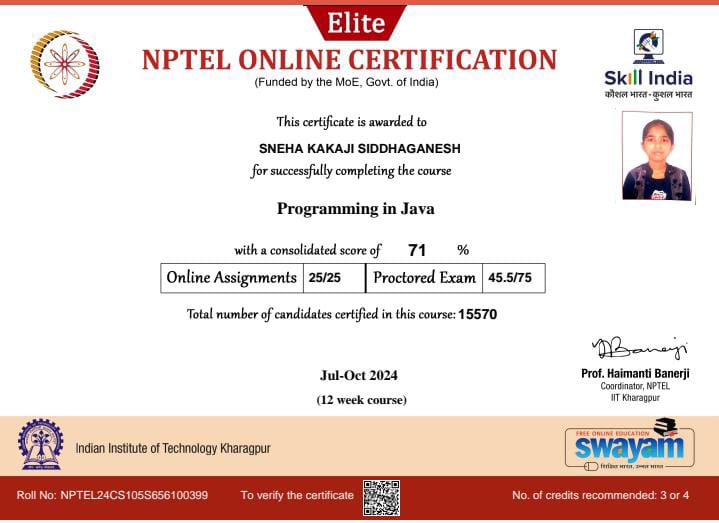 Elite
NPTEL ONLINE CERTIFICATION
(Funded by the MoE, Govt. of India)
Skill India
कौशल भारत - कुशल भारत
This certificate is awarded to
SNEHA KAKAJI SIDDHAGANESH
for successfully completing the course
Programming in Java
with a consolidated score of 71 %
Online Assignments 25/25 Proctored Exam 45.5/75
Total number of candidates certified in this course: 15570
Prof. Haimanti Banerji
Coordinator, NPTEL
IIT Kharagpur
Jul-Oct 2024
(12 week course)
Indian Institute of Technology Kharagpur
FREE ONLINE EDUCATION
swayam
शिक्षित भारत, उन्नत भारत
Roll No: NPTEL24CS105S656100399 To verify the certificate No. of credits recommended: 3 or 4